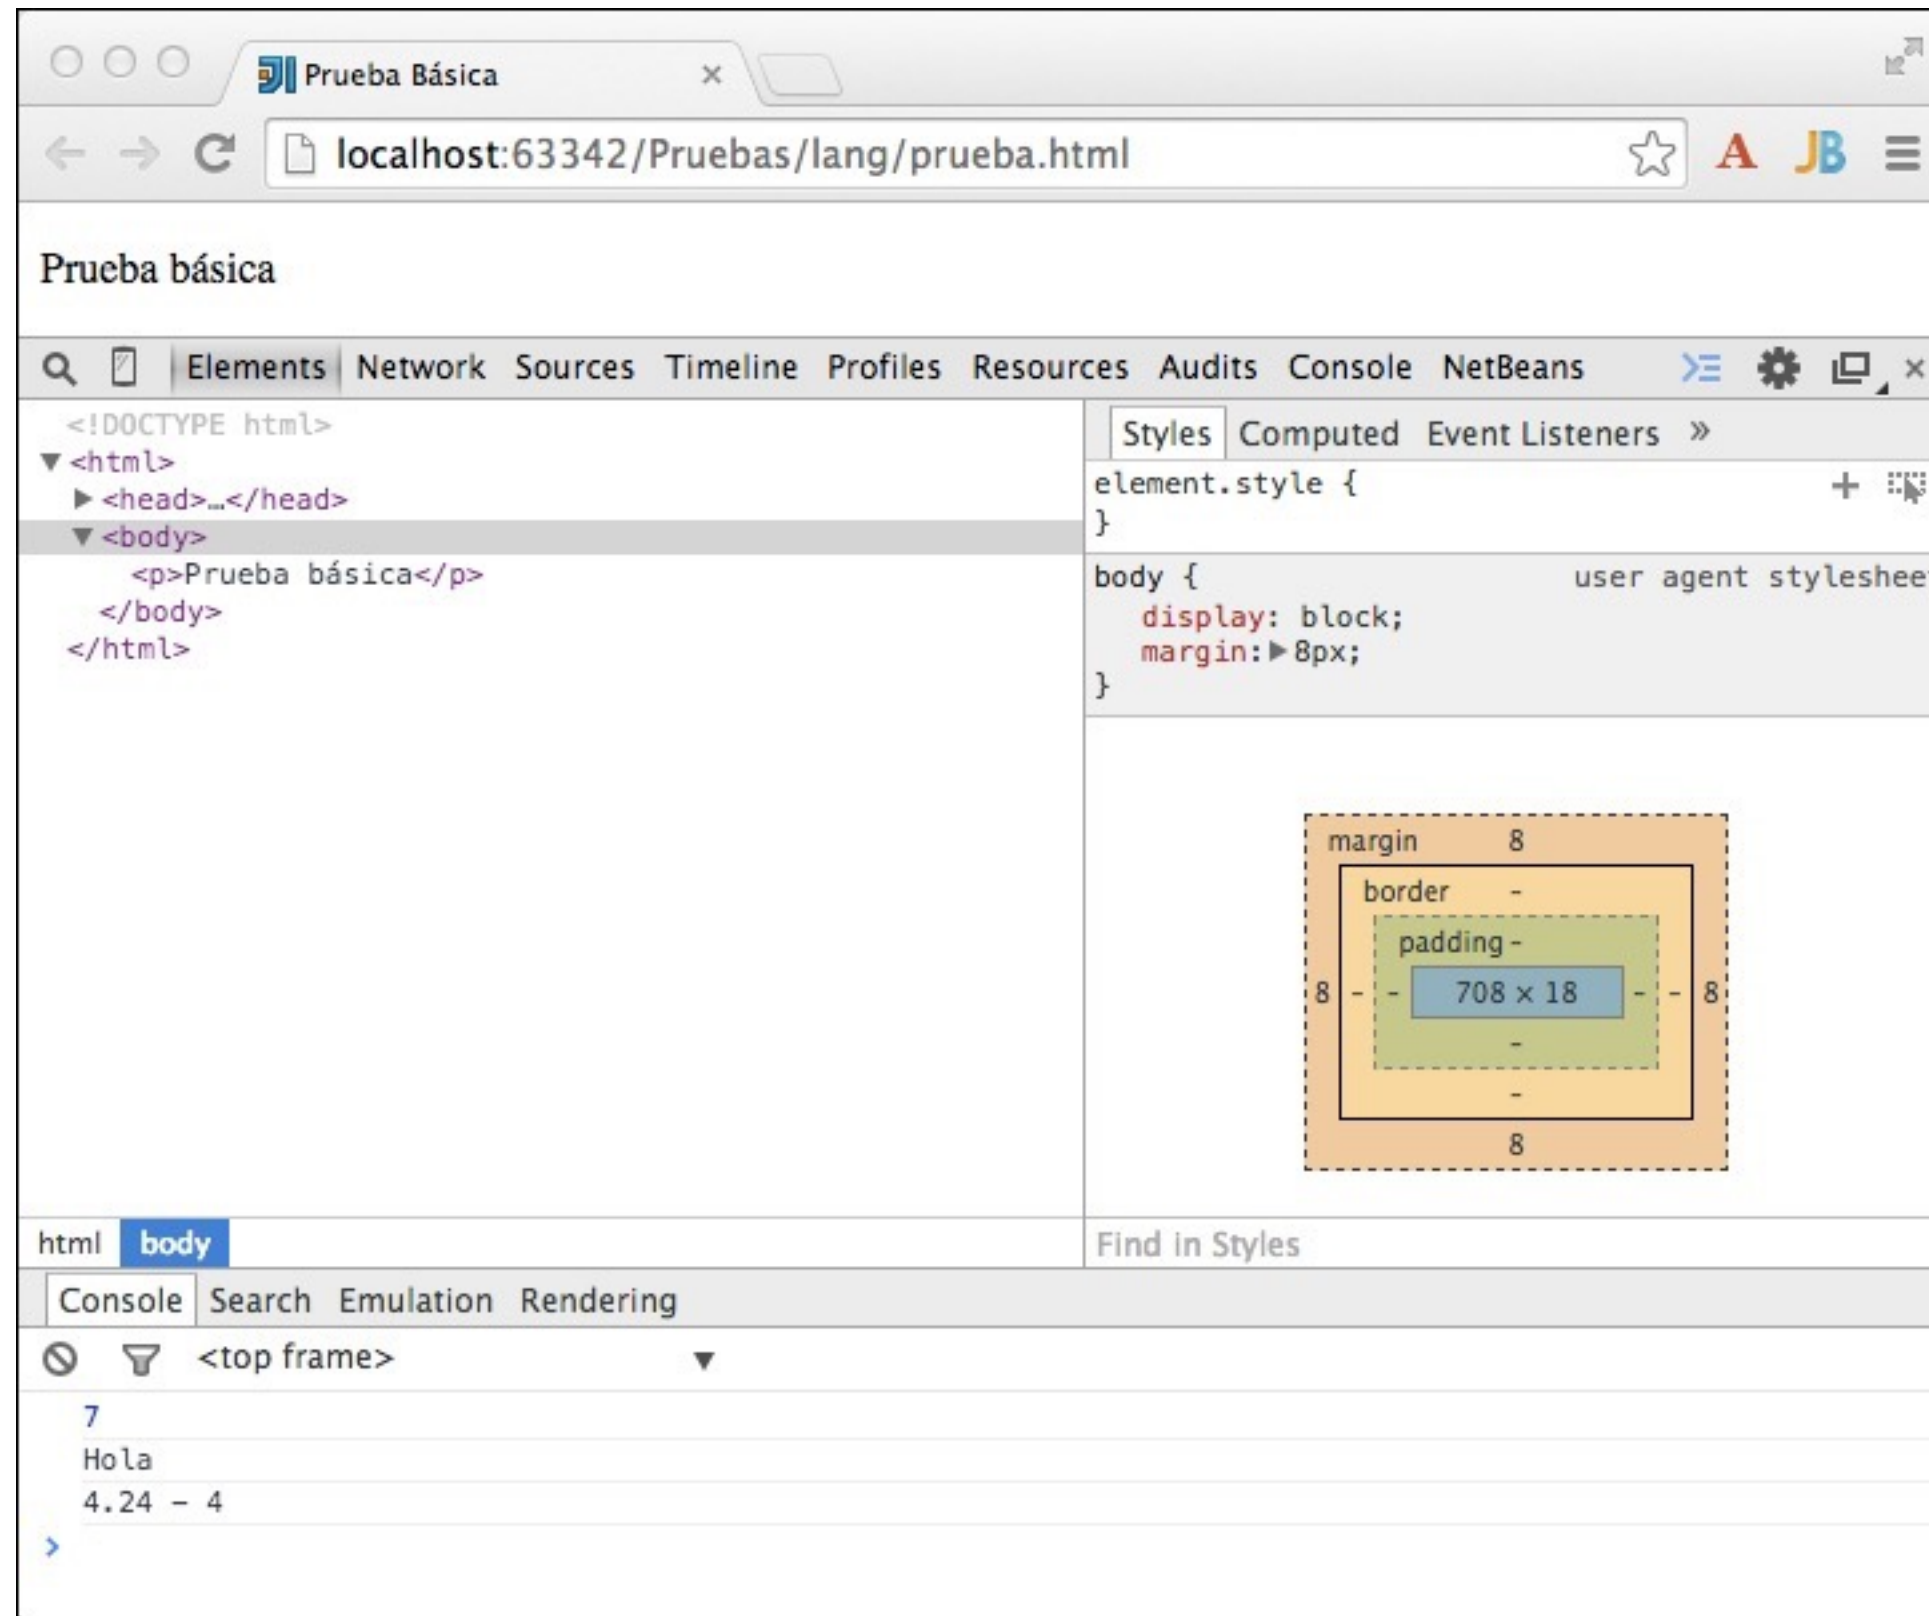 Prueba Básica
localhost:63342/Pruebas/lang/prueba.html
A JB
Prueba básica
Elements Network Sources Timeline Profiles Resources Audits Console NetBeans
<!DOCTYPE html>
<html>
<head>…</head>
<body>
<p>Prueba básica</p>
</body>
</html>
Styles Computed Event Listeners »
element.style {
}
body { user agent styleshee
display: block;
margin: 8px;
}
margin 8
border -
padding -
8 - - 708 × 18 - - 8
-
-
8
html body
Find in Styles
Console Search Emulation Rendering
<top frame>
7
Hola
4.24 - 4
>